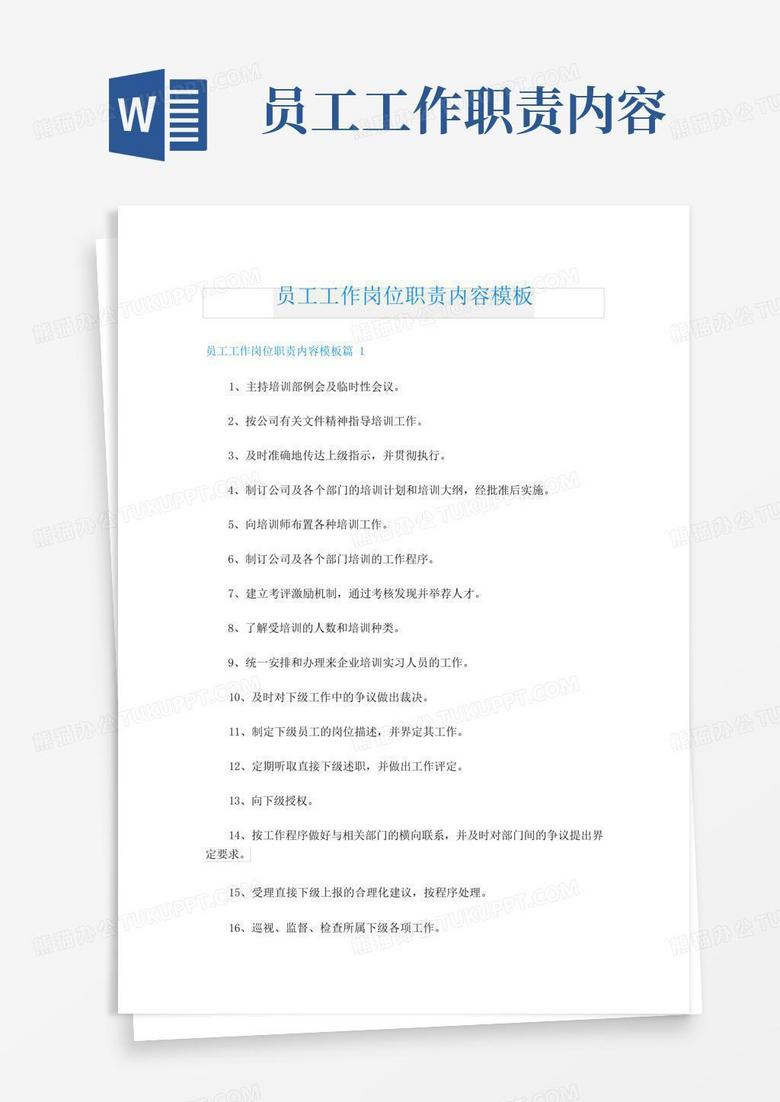 W
员工工作职责内容
员工工作岗位职责内容模板
员工工作岗位职责内容模板篇 1
1、主持培训部例会及临时性会议。
2、按公司有关文件精神指导培训工作。
3、及时准确地传达上级指示，并贯彻执行。
4、制订公司及各个部门的培训计划和培训大纲，经批准后实施。
5、向培训师布置各种培训工作。
6、制订公司及各个部门培训的工作程序。
7、建立考评激励机制，通过考核发现并举荐人才。
8、了解受培训的人数和培训种类。
9、统一安排和办理来企业培训实习人员的工作。
10、及时对下级工作中的争议做出裁决。
11、制定下级员工的岗位描述，并界定其工作。
12、定期听取直接下级述职，并做出工作评定。
13、向下级授权。
14、按工作程序做好与相关部门的横向联系，并及时对部门间的争议提出界
定要求。
15、受理直接下级上报的合理化建议，按程序处理。
16、巡视、监督、检查所属下级各项工作。
熊猫办公TUKUPPT.COM